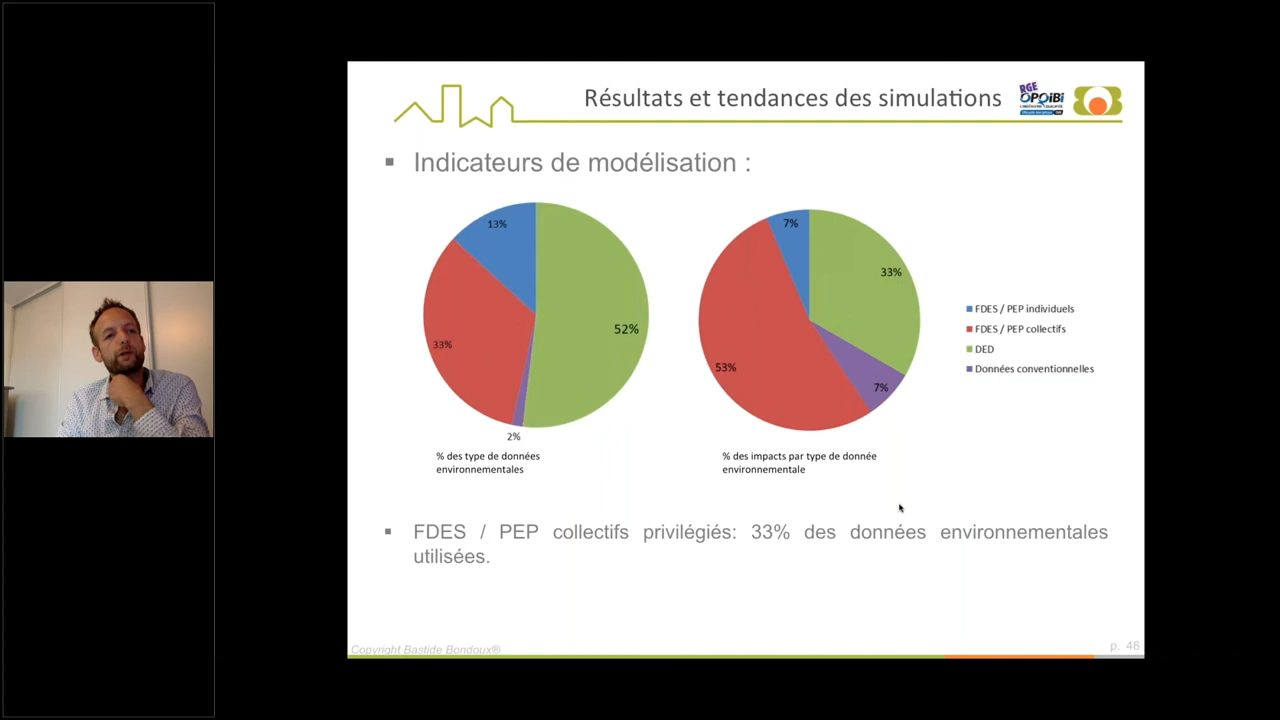 Résultats et tendances des simulations
RGE
OPQiBi
Indicateurs de modélisation :
13%
52%
33%
2%
7%
33%
53%
7%
FDES / PEP individuels
FDES / PEP collectifs
DED
Données conventionnelles
% des type de données
environnementales
% des impacts par type de donnée
environnementale
FDES / PEP collectifs privilégiés: 33% des données environnementales
utilisées.
Copyright Bastide Bondoux®
p. 46